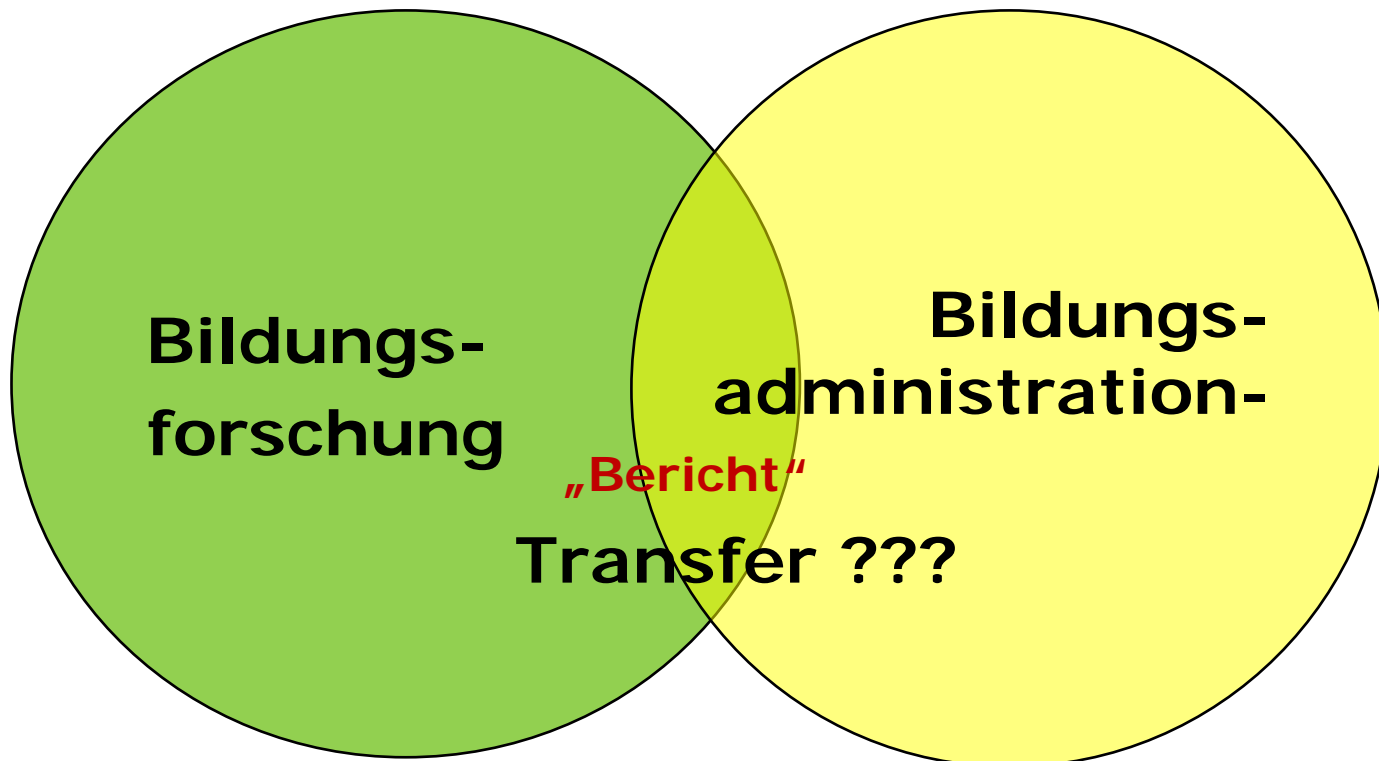 Bildungs-
forschung
Bildungs-
administration-
„Bericht“
Transfer ???